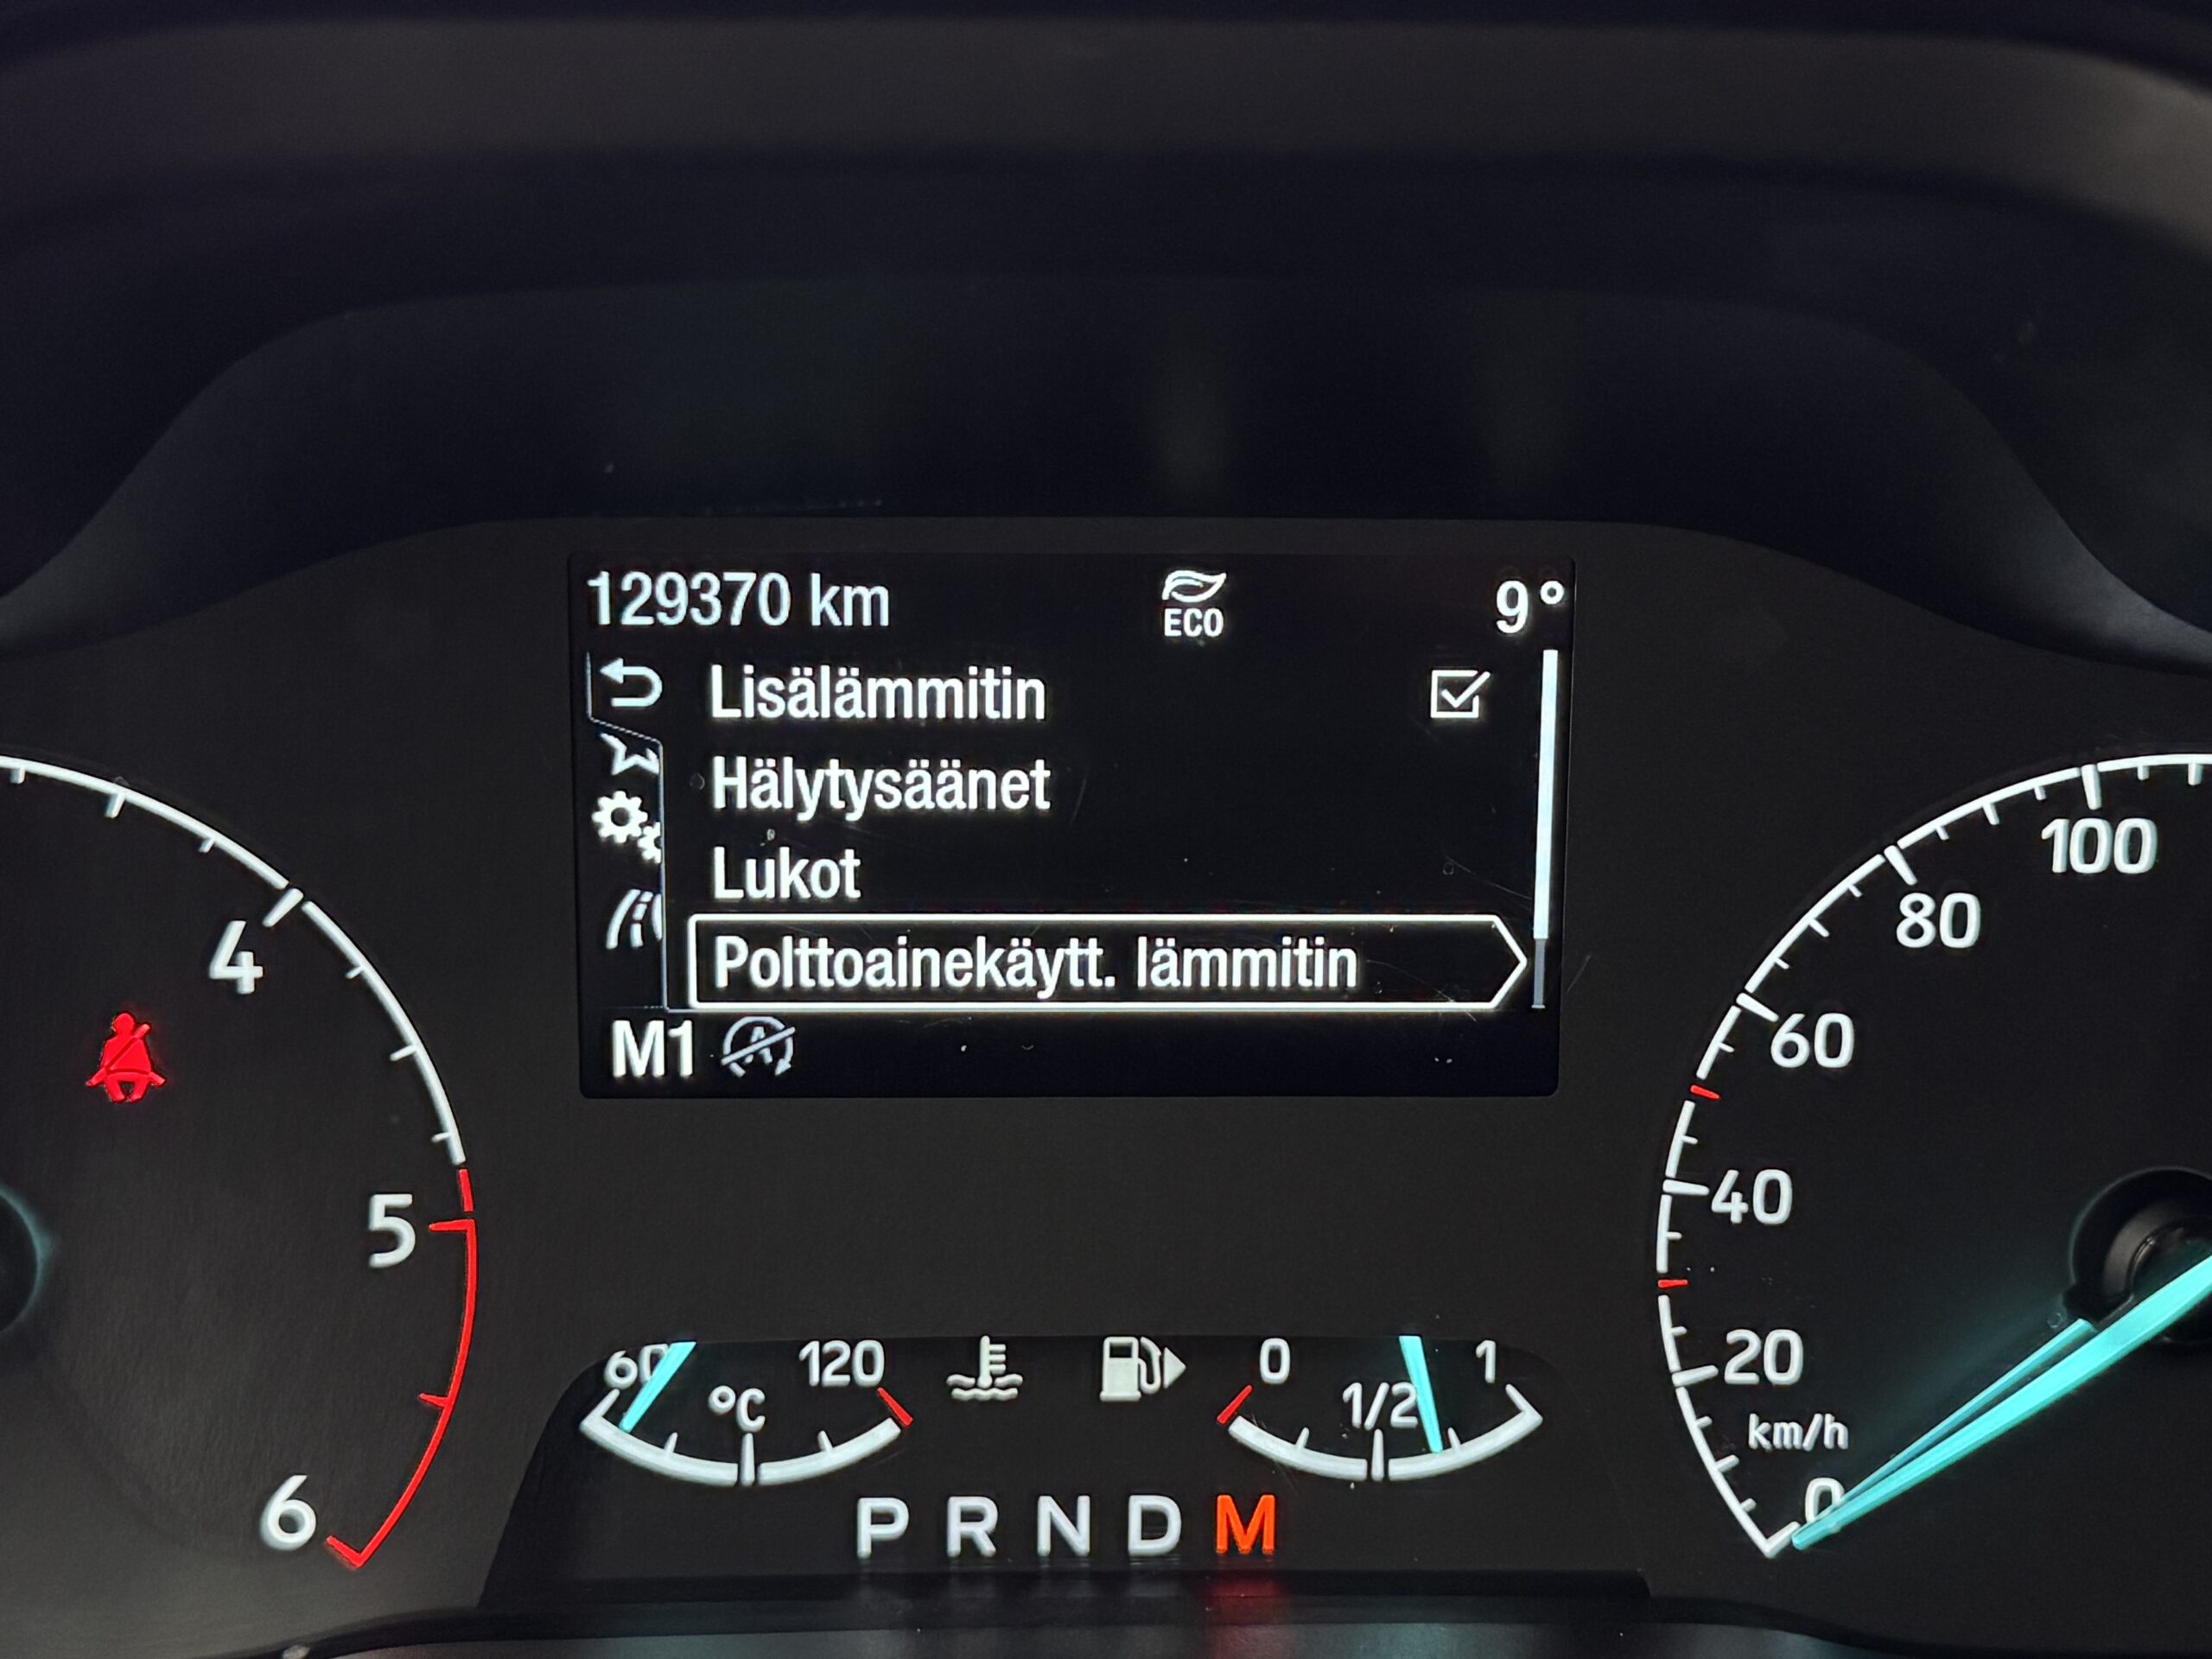 129370 km ECO 9°
Lisälämmitin
Hälytysäänet
Lukot
Polttoainekäytt. lämmitin
M1 A
4
5
6
100
80
60
40
20
km/h
0
60 °C 120
0 1/2 1
P R N D M